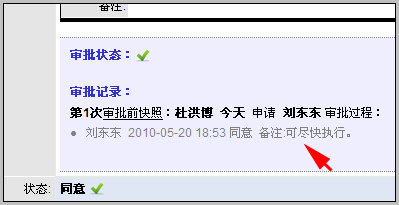 备注:
审批状态：
审批记录：
第1次审批前快照：杜洪博 今天 申请 刘东东 审批过程：
● 刘东东 2010-05-20 18:53 同意 备注:可尽快执行。
状态: 同意